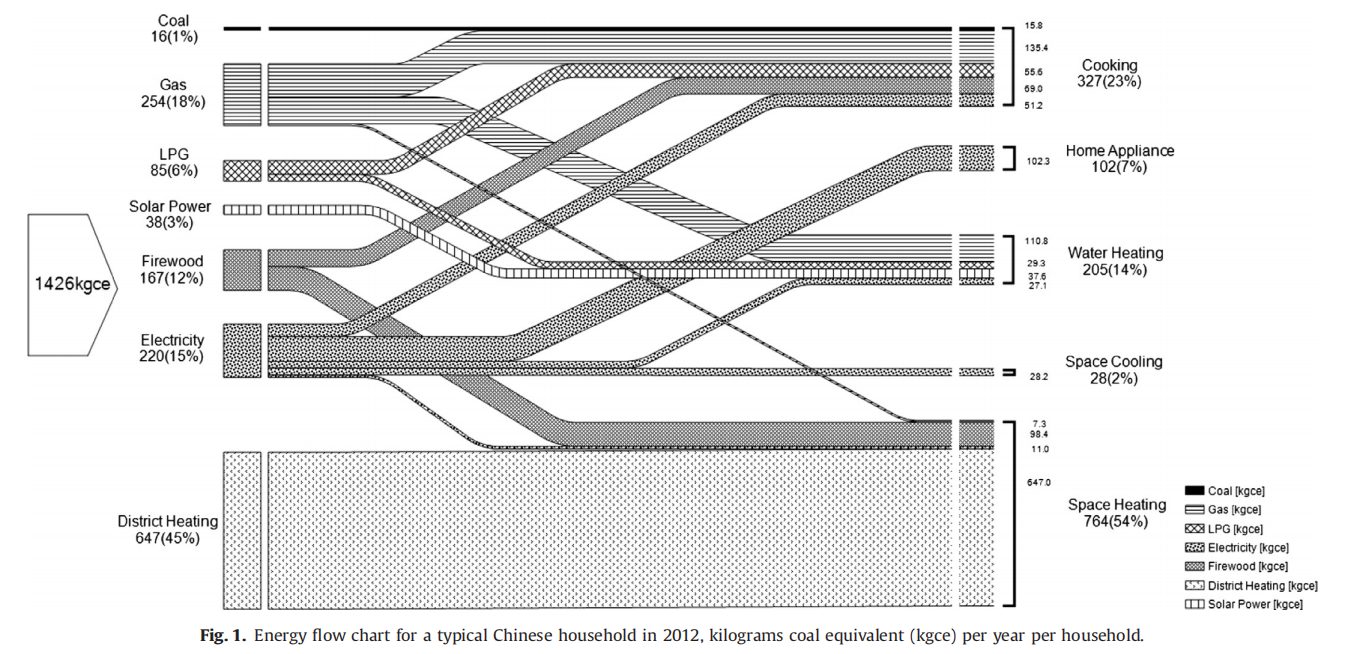 Coal
16(1%)
Gas
254(18%)
LPG
85(6%)
Solar Power
38(3%)
Firewood
167(12%)
1426kgce
Electricity
220(15%)
District Heating
647(45%)
15.8
135.4
55.6
69.0
51.2
Cooking
327(23%)
102.3
Home Appliance
102(7%)
110.8
29.3
37.6
27.1
Water Heating
205(14%)
28.2
Space Cooling
28(2%)
7.3
98.4
11.0
647.0
Space Heating
764(54%)
Coal [kgce]
Gas [kgce]
LPG [kgce]
Electricity [kgce]
Firewood [kgce]
District Heating [kgce]
Solar Power [kgce]
Fig. 1. Energy flow chart for a typical Chinese household in 2012, kilograms coal equivalent (kgce) per year per household.